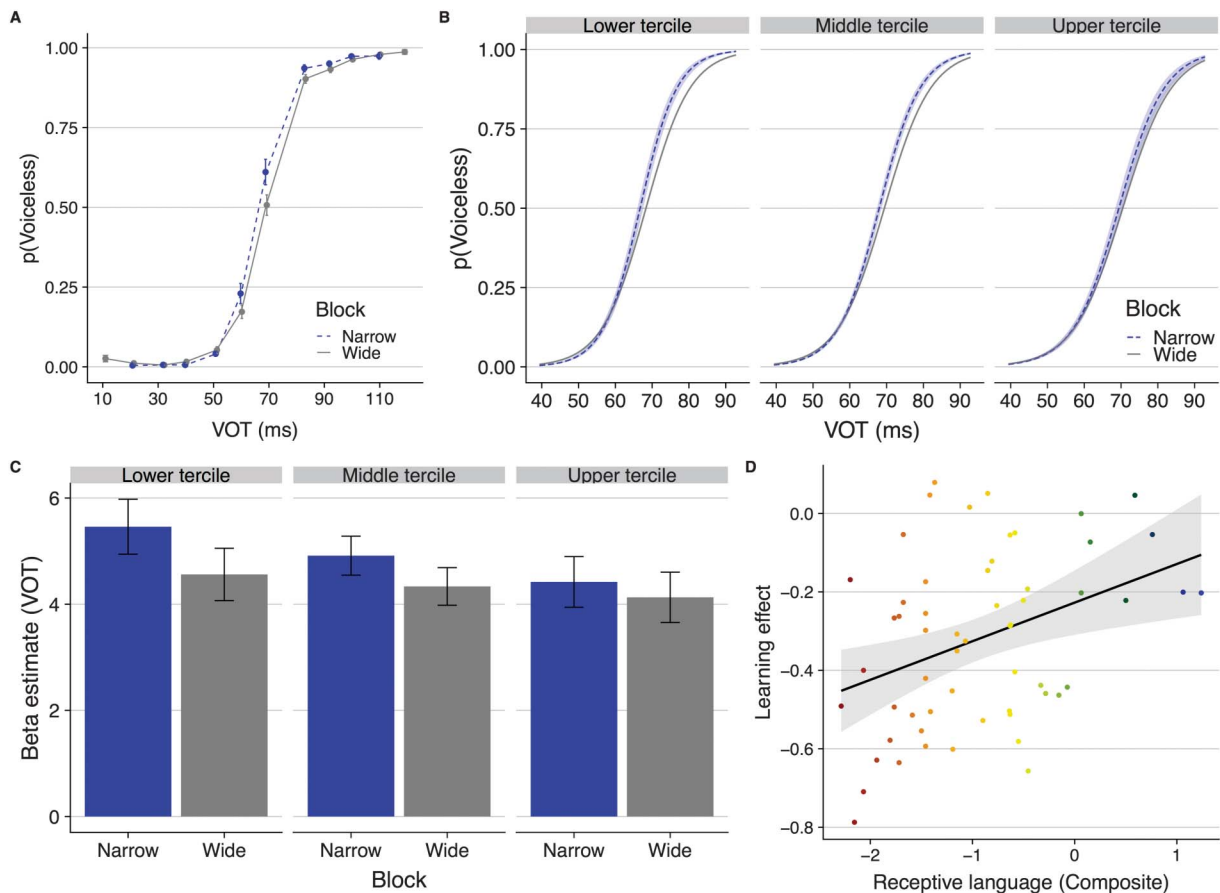 A
p(Voiceless)
1.00
0.75
0.50
0.25
0.00
Block
Narrow
Wide
10 30 50 70 90 110
VOT (ms)
B
Lower tercile Middle tercile Upper tercile
p(Voiceless)
1.00
0.75
0.50
0.25
0.00
Block
Narrow
Wide
40 50 60 70 80 90 40 50 60 70 80 90 40 50 60 70 80 90
VOT (ms)
C
Lower tercile Middle tercile Upper tercile
Beta estimate (VOT)
6
4
2
0
Narrow Wide Narrow Wide Narrow Wide
Block
D
Learning effect
0.0
−0.2
−0.4
−0.6
−0.8
−2 −1 0 1
Receptive language (Composite)